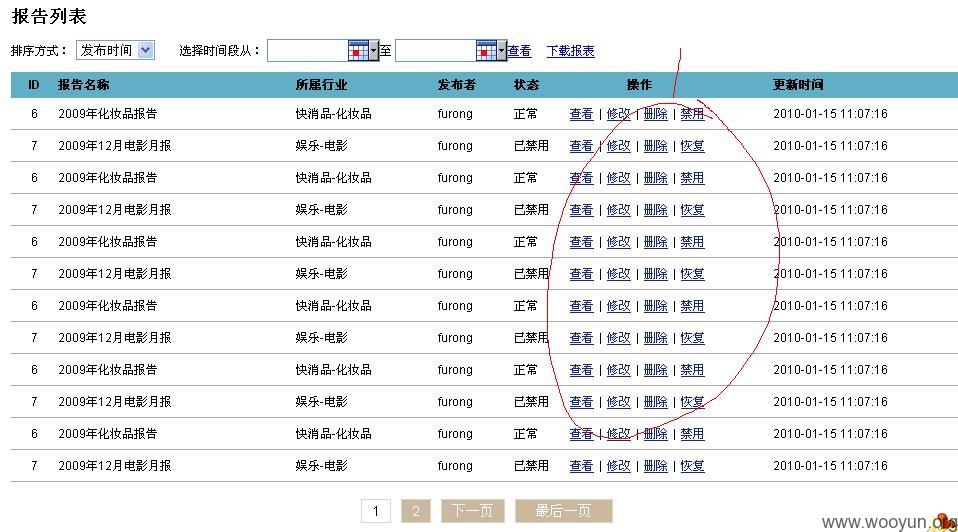 报告列表
排序方式： 发布时间 选择时间段从： 至 查看 下载报表
ID 报告名称 所属行业 发布者 状态 操作 更新时间
6 2009年化妆品报告 快消品-化妆品 furong 正常 查看 | 修改 | 删除 | 禁用 2010-01-15 11:07:16
7 2009年12月电影月报 娱乐-电影 furong 已禁用 查看 | 修改 | 删除 | 恢复 2010-01-15 11:07:16
6 2009年化妆品报告 快消品-化妆品 furong 正常 查看 | 修改 | 删除 | 禁用 2010-01-15 11:07:16
7 2009年12月电影月报 娱乐-电影 furong 已禁用 查看 | 修改 | 删除 | 恢复 2010-01-15 11:07:16
6 2009年化妆品报告 快消品-化妆品 furong 正常 查看 | 修改 | 删除 | 禁用 2010-01-15 11:07:16
7 2009年12月电影月报 娱乐-电影 furong 已禁用 查看 | 修改 | 删除 | 恢复 2010-01-15 11:07:16
6 2009年化妆品报告 快消品-化妆品 furong 正常 查看 | 修改 | 删除 | 禁用 2010-01-15 11:07:16
7 2009年12月电影月报 娱乐-电影 furong 已禁用 查看 | 修改 | 删除 | 恢复 2010-01-15 11:07:16
6 2009年化妆品报告 快消品-化妆品 furong 正常 查看 | 修改 | 删除 | 禁用 2010-01-15 11:07:16
7 2009年12月电影月报 娱乐-电影 furong 已禁用 查看 | 修改 | 删除 | 恢复 2010-01-15 11:07:16
6 2009年化妆品报告 快消品-化妆品 furong 正常 查看 | 修改 | 删除 | 禁用 2010-01-15 11:07:16
7 2009年12月电影月报 娱乐-电影 furong 已禁用 查看 | 修改 | 删除 | 恢复 2010-01-15 11:07:16
1 2 下一页 最后一页
www.wooyun.org